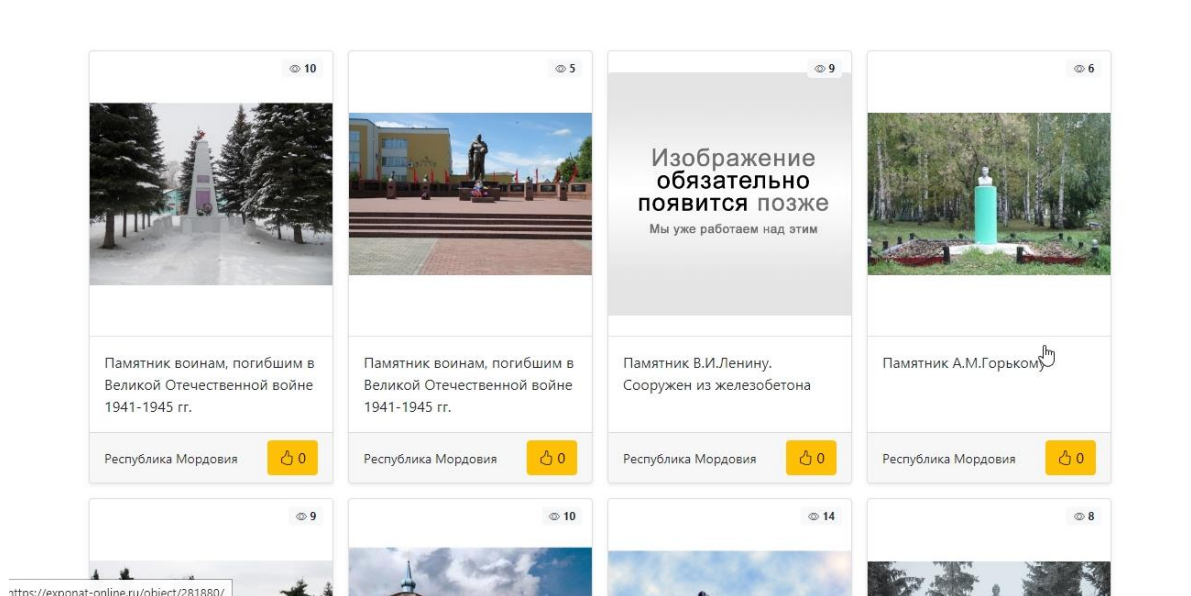 10
5
9
6
Изображение
обязательно
появится позже
Мы уже работаем над этим
Памятник воинам, погибшим в
Великой Отечественной войне
1941-1945 гг.
Памятник воинам, погибшим в
Великой Отечественной войне
1941-1945 гг.
Памятник В.И.Ленину.
Сооружен из железобетона
Памятник А.М.Горькому
Республика Мордовия
0
Республика Мордовия
0
Республика Мордовия
0
Республика Мордовия
0
9
10
14
8
https://exponat-online.ru/object/281880/